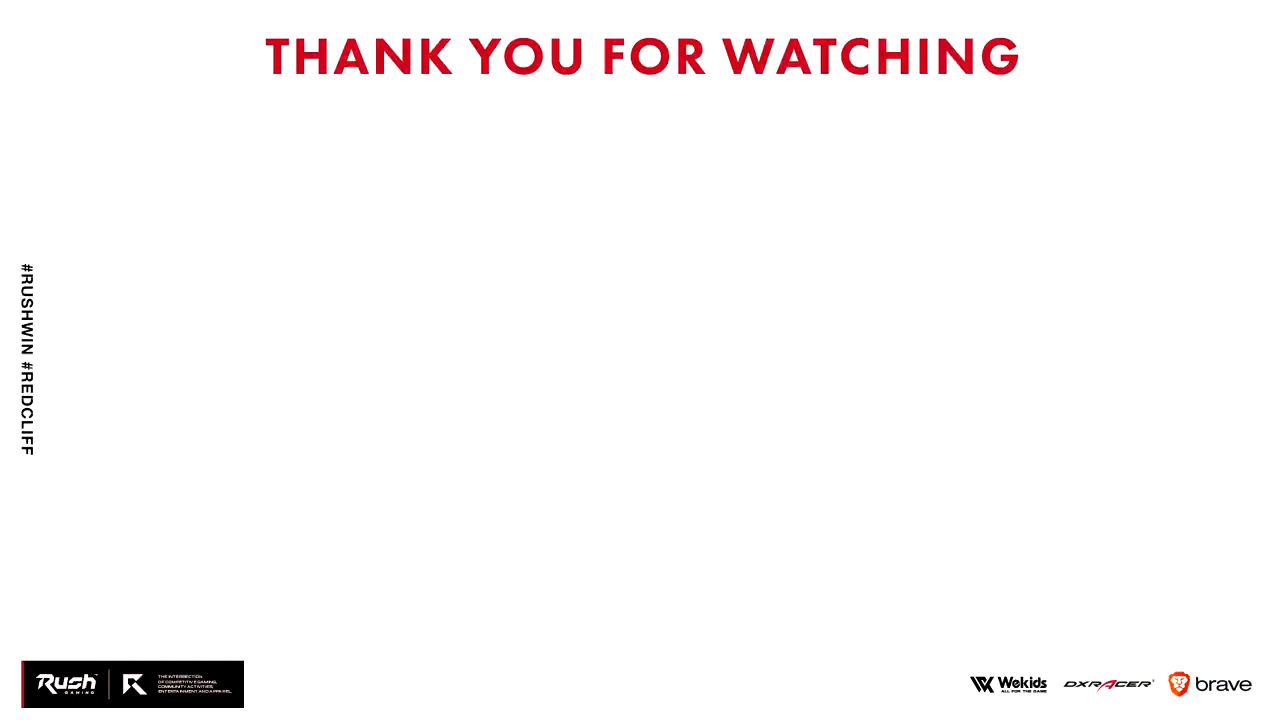 THANK YOU FOR WATCHING
#RUSHWIN #REDCLIFF
Rush
GAMING
THE INTERSECTION
OF COMPETITIVE GAMING,
COMMUNITY ACTIVITIES,
ENTERTAINMENT AND APPAREL.
Wekids
ALL FOR THE GAME
DXRACER
brave